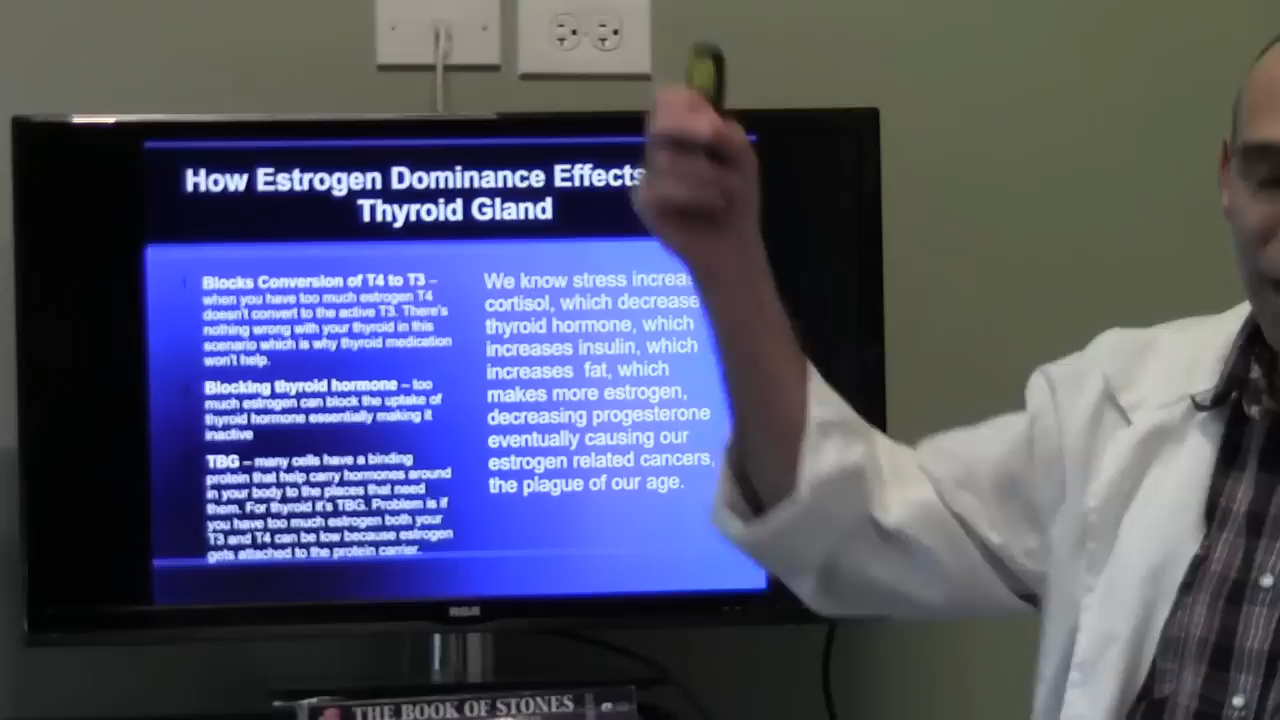 How Estrogen Dominance Effects
Thyroid Gland
Blocks Conversion of T4 to T3 –
when you have too much estrogen T4
doesn't convert to the active T3. There's
nothing wrong with your thyroid in this
scenario which is why thyroid medication
won't help.
Blocking thyroid hormone – too
much estrogen can block the uptake of
thyroid hormone essentially making it
inactive
TBG – many cells have a binding
protein that help carry hormones around
in your body to the places that need
them. For thyroid it's TBG. Problem is if
you have too much estrogen both your
T3 and T4 can be low because estrogen
gets attached to the protein carrier.
We know stress increa
cortisol, which decrease
thyroid hormone, which
increases insulin, which
increases fat, which
makes more estrogen,
decreasing progesterone
eventually causing our
estrogen related cancers,
the plague of our age.
RCA
THE BOOK OF STONES